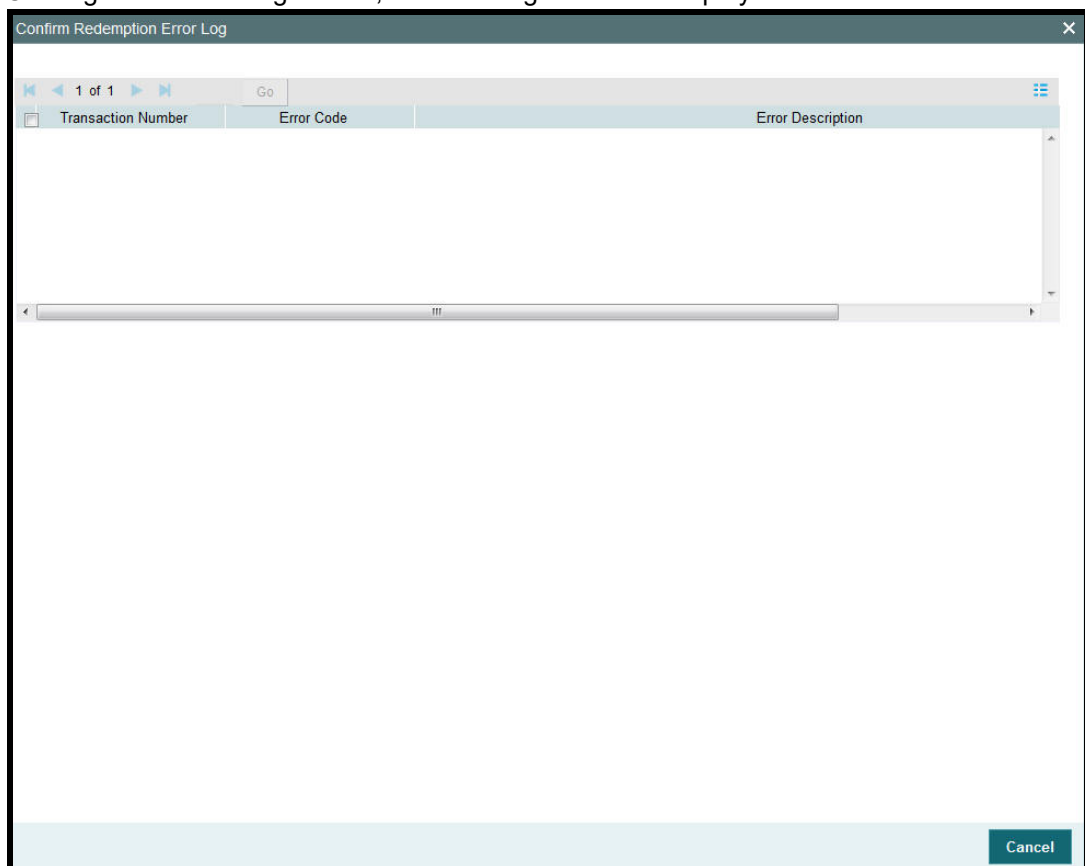 Confirm Redemption Error Log
1 of 1 Go
Transaction Number Error Code Error Description
Cancel